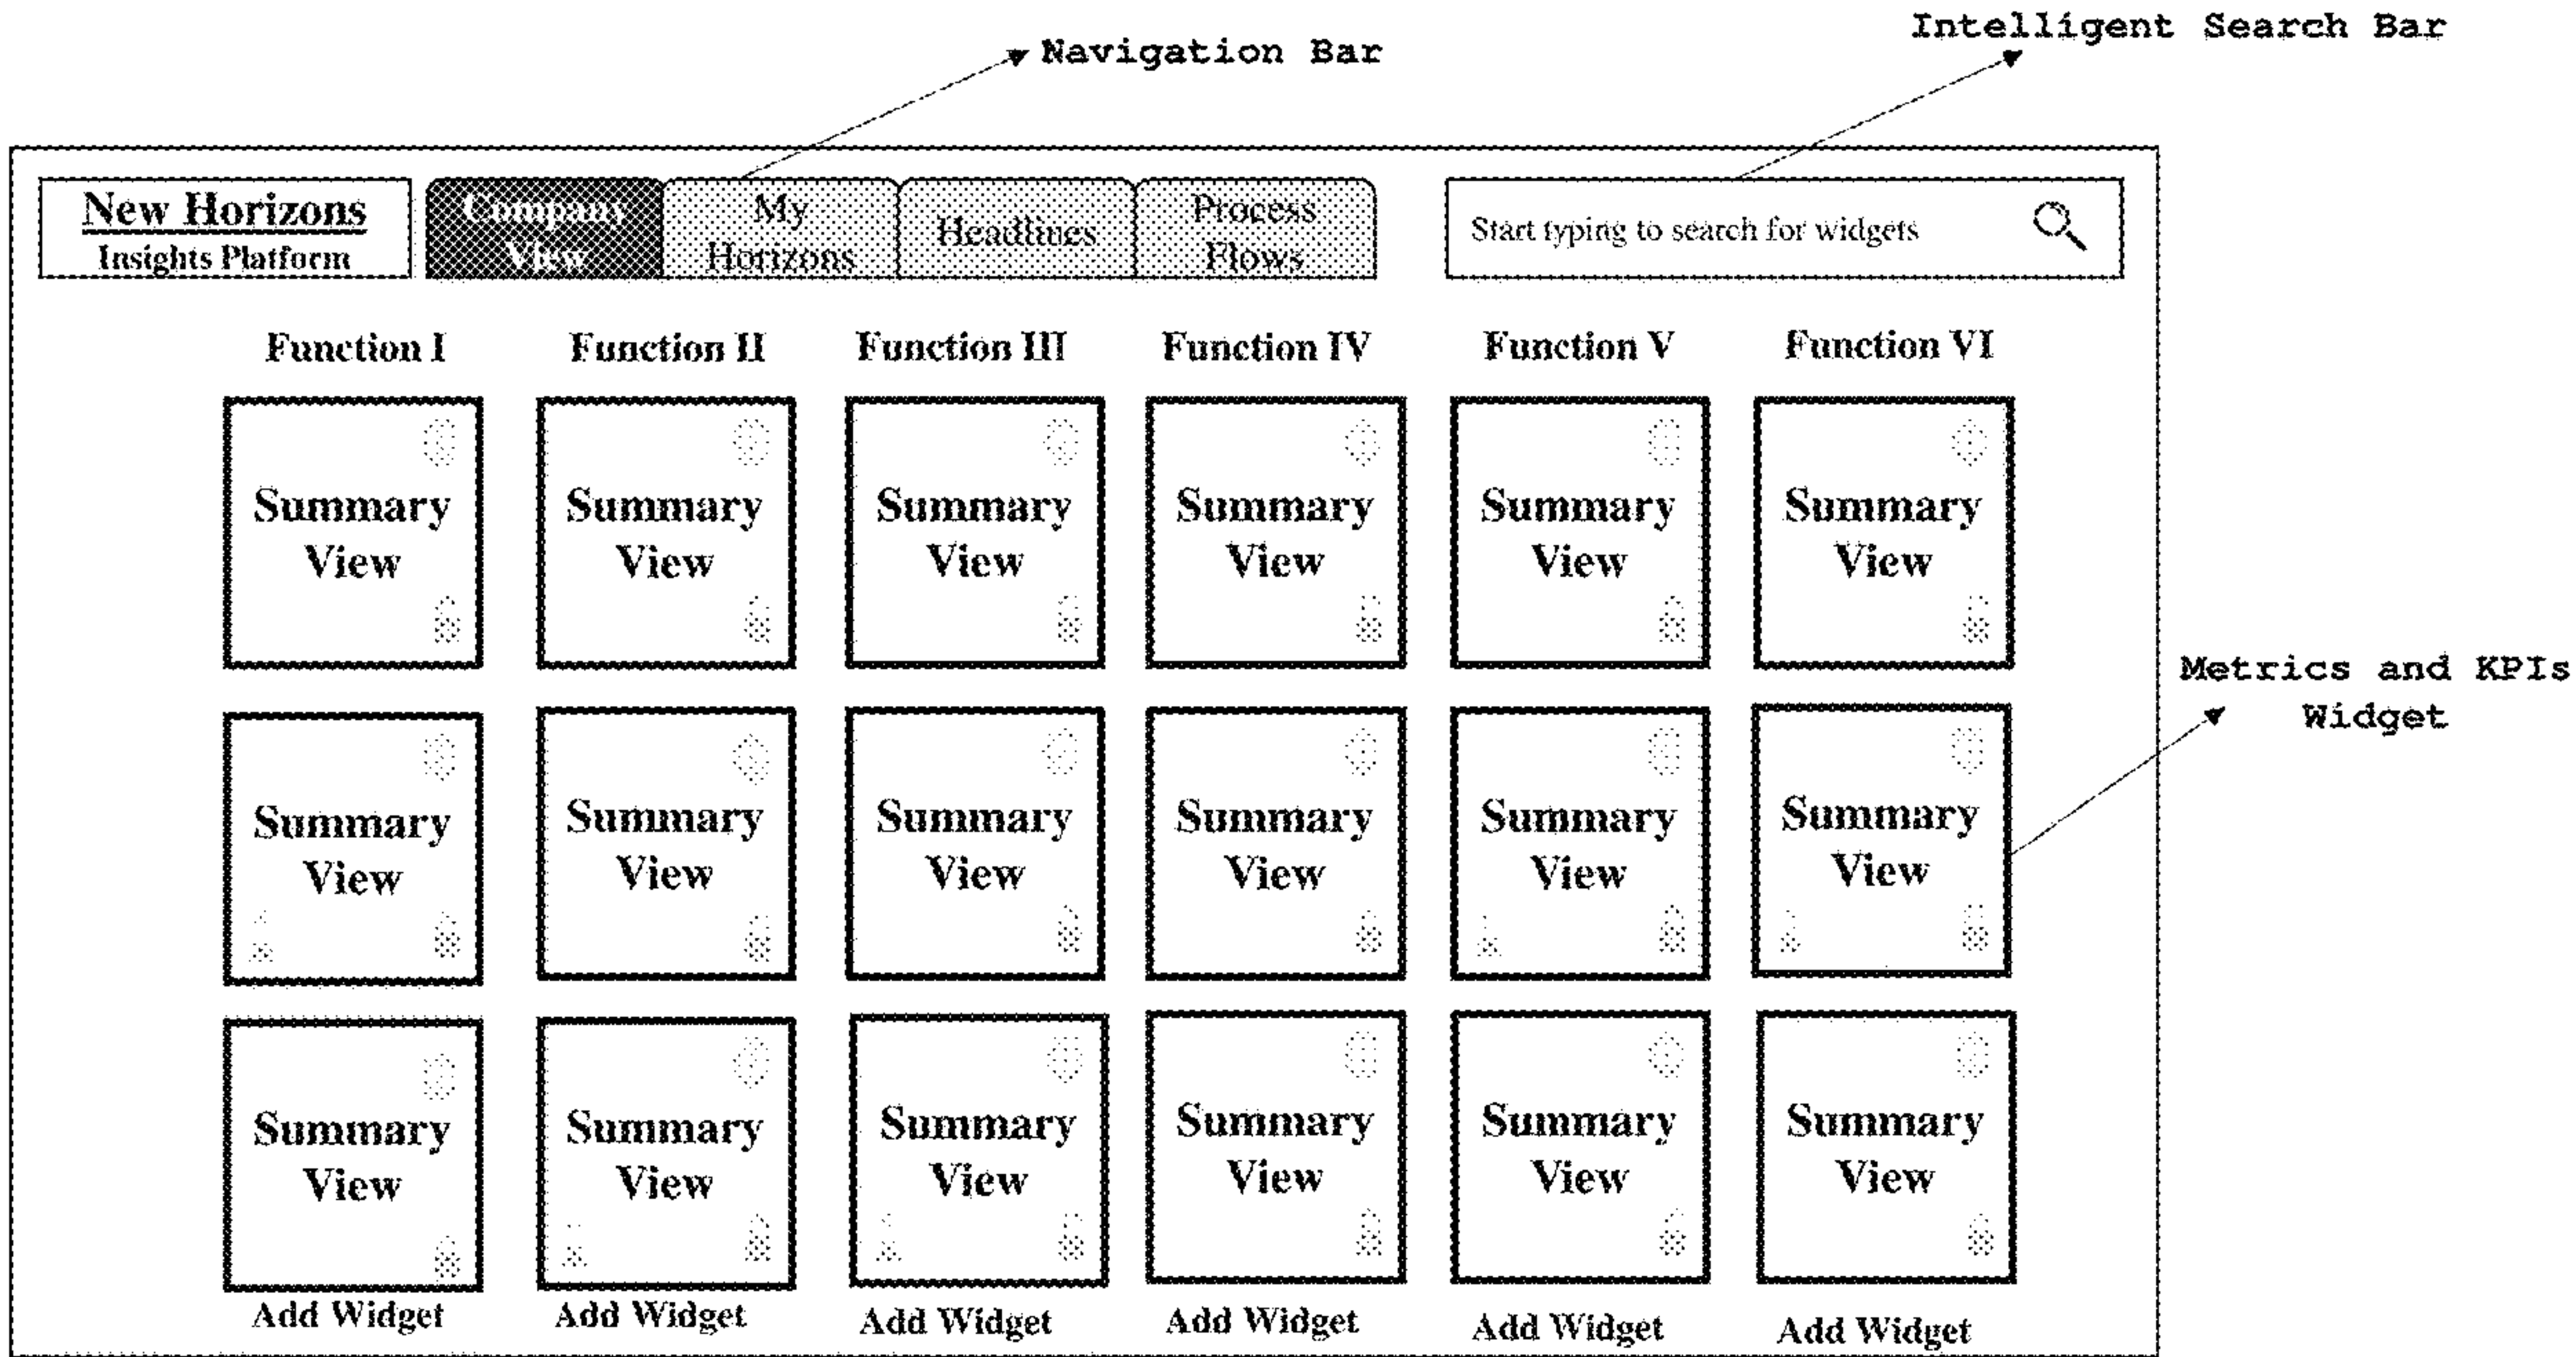 Intelligent Search Bar
Navigation Bar
New Horizons
Insights Platform
Company
View
My
Horizons
Headlines
Process
Flows
Start typing to search for widgets
Function I
Function II
Function III
Function IV
Function V
Function VI
Summary
View
Summary
View
Summary
View
Summary
View
Summary
View
Summary
View
Metrics and KPIs
Widget
Summary
View
Summary
View
Summary
View
Summary
View
Summary
View
Summary
View
Summary
View
Summary
View
Summary
View
Summary
View
Summary
View
Summary
View
Add Widget
Add Widget
Add Widget
Add Widget
Add Widget
Add Widget